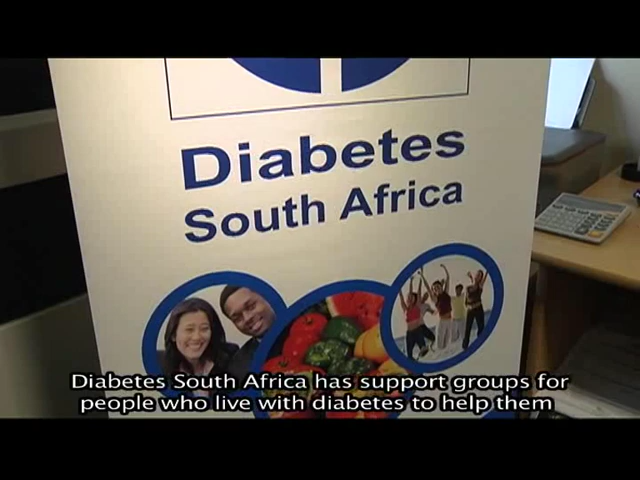 Diabetes
South Africa
Diabetes South Africa has support groups for
people who live with diabetes to help them